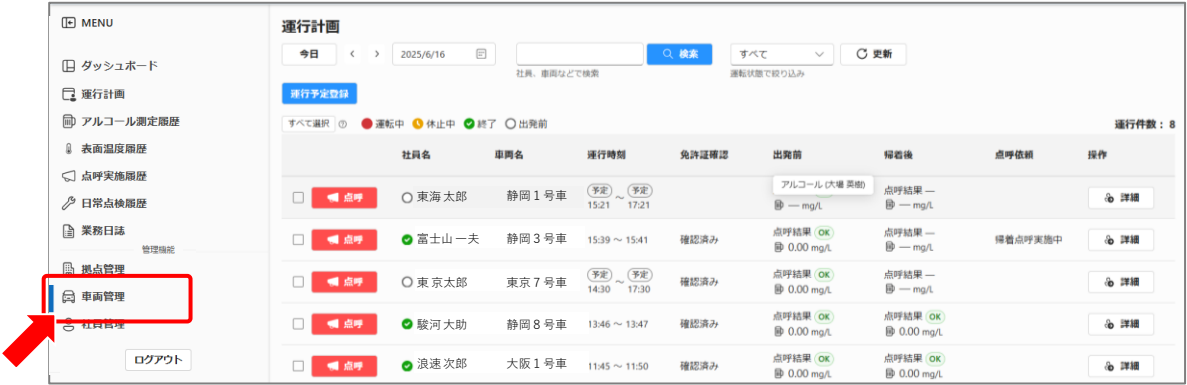 MENU
ダッシュボード
運行計画
アルコール測定履歴
表面温度履歴
点呼実施履歴
日常点検履歴
業務日誌
管理機能
拠点管理
車両管理
社員管理
ログアウト
運行計画
今日 < > 2025/6/16 検索 すべて 更新
社員、車両などで検索 運転状態で絞り込み
運行予定登録
すべて選択 運転中 休止中 終了 出発前 運行件数：8
社員名 車両名 運行時刻 免許証確認 出発前 帰着後 点呼依頼 操作
アルコール (大場 英樹)
点呼 東海太郎 静岡１号車 (予定) ～ (予定) 点呼結果 ― 詳細
15:21 17:21 ― mg/L ― mg/L
点呼 富士山一夫 静岡３号車 15:39 ～ 15:41 確認済み 点呼結果 OK 点呼結果 ― 帰着点呼実施中 詳細
0.00 mg/L ― mg/L
点呼 東京太郎 東京７号車 (予定) ～ (予定) 確認済み 点呼結果 OK 点呼結果 ― 詳細
14:30 17:30 0.00 mg/L ― mg/L
点呼 駿河大助 静岡８号車 13:46 ～ 13:47 確認済み 点呼結果 OK 点呼結果 OK 詳細
0.00 mg/L 0.00 mg/L
点呼 浪速次郎 大阪１号車 11:45 ～ 11:50 確認済み 点呼結果 OK 点呼結果 OK 詳細
0.00 mg/L 0.00 mg/L